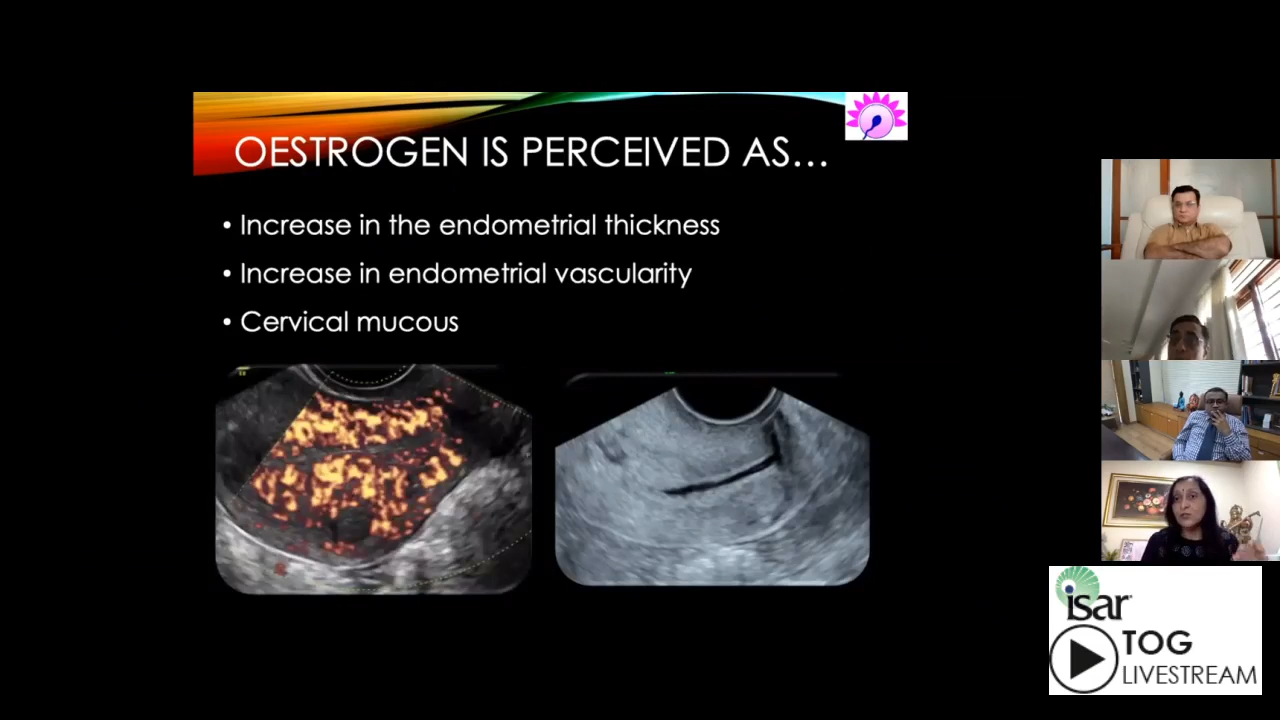 OESTROGEN IS PERCEIVED AS...
• Increase in the endometrial thickness
• Increase in endometrial vascularity
• Cervical mucous
isar
TOG
LIVESTREAM